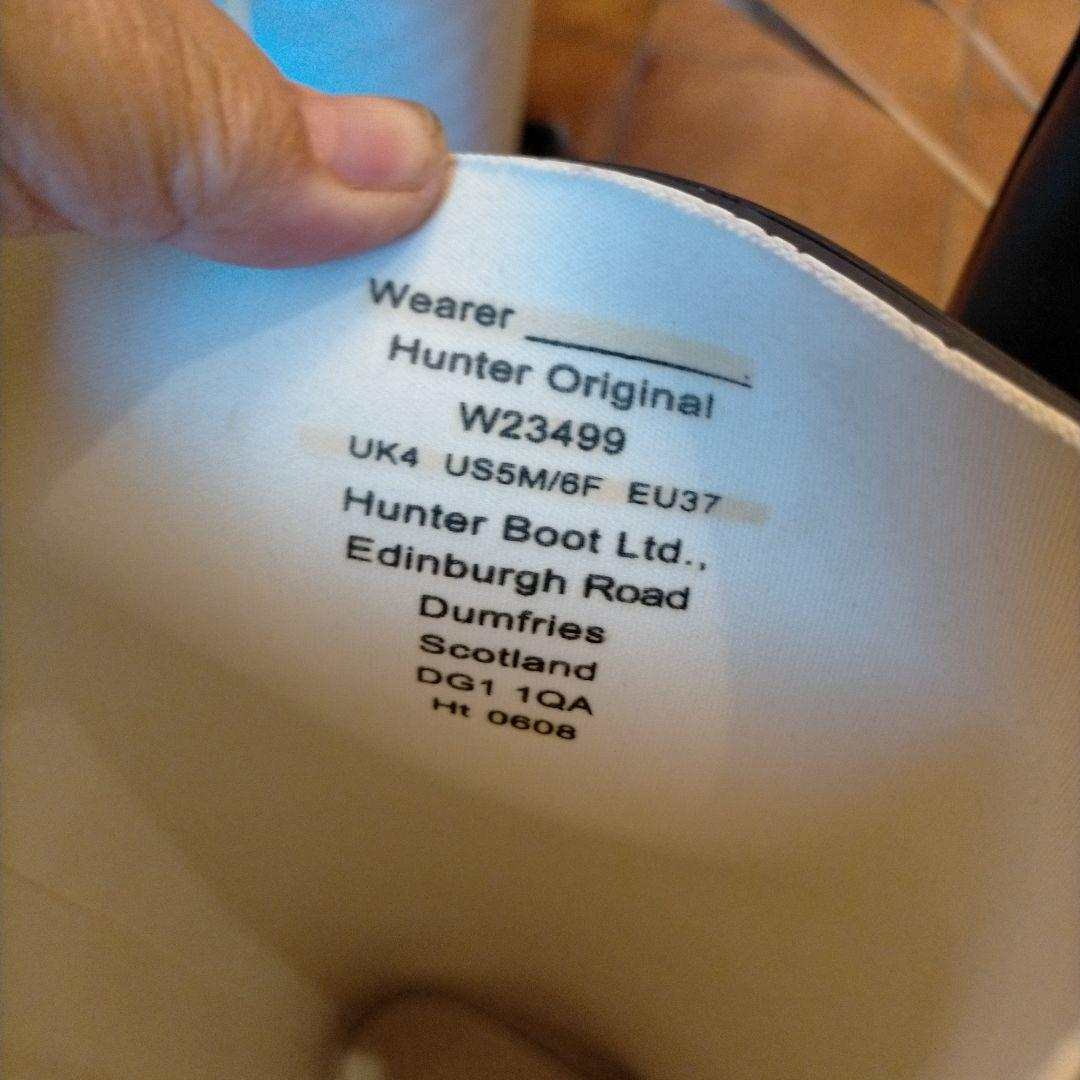 Wearer
Hunter Original
W23499
UK4 US5M/6F EU37
Hunter Boot Ltd.,
Edinburgh Road
Dumfries
Scotland
DG1 1QA
Ht 0608